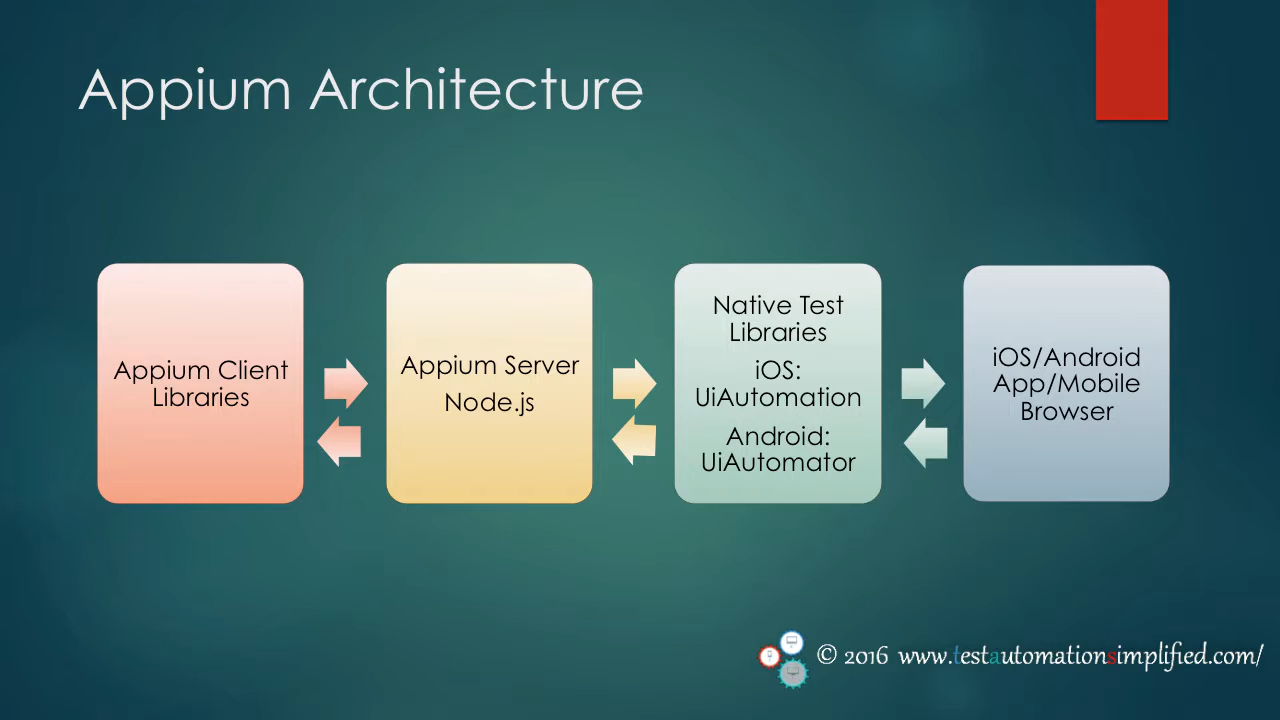 Appium Architecture
Appium Client
Libraries
Appium Server
Node.js
Native Test
Libraries
iOS:
UiAutomation
Android:
UiAutomator
iOS/Android
App/Mobile
Browser
© 2016 www.testautomationsimplified.com/